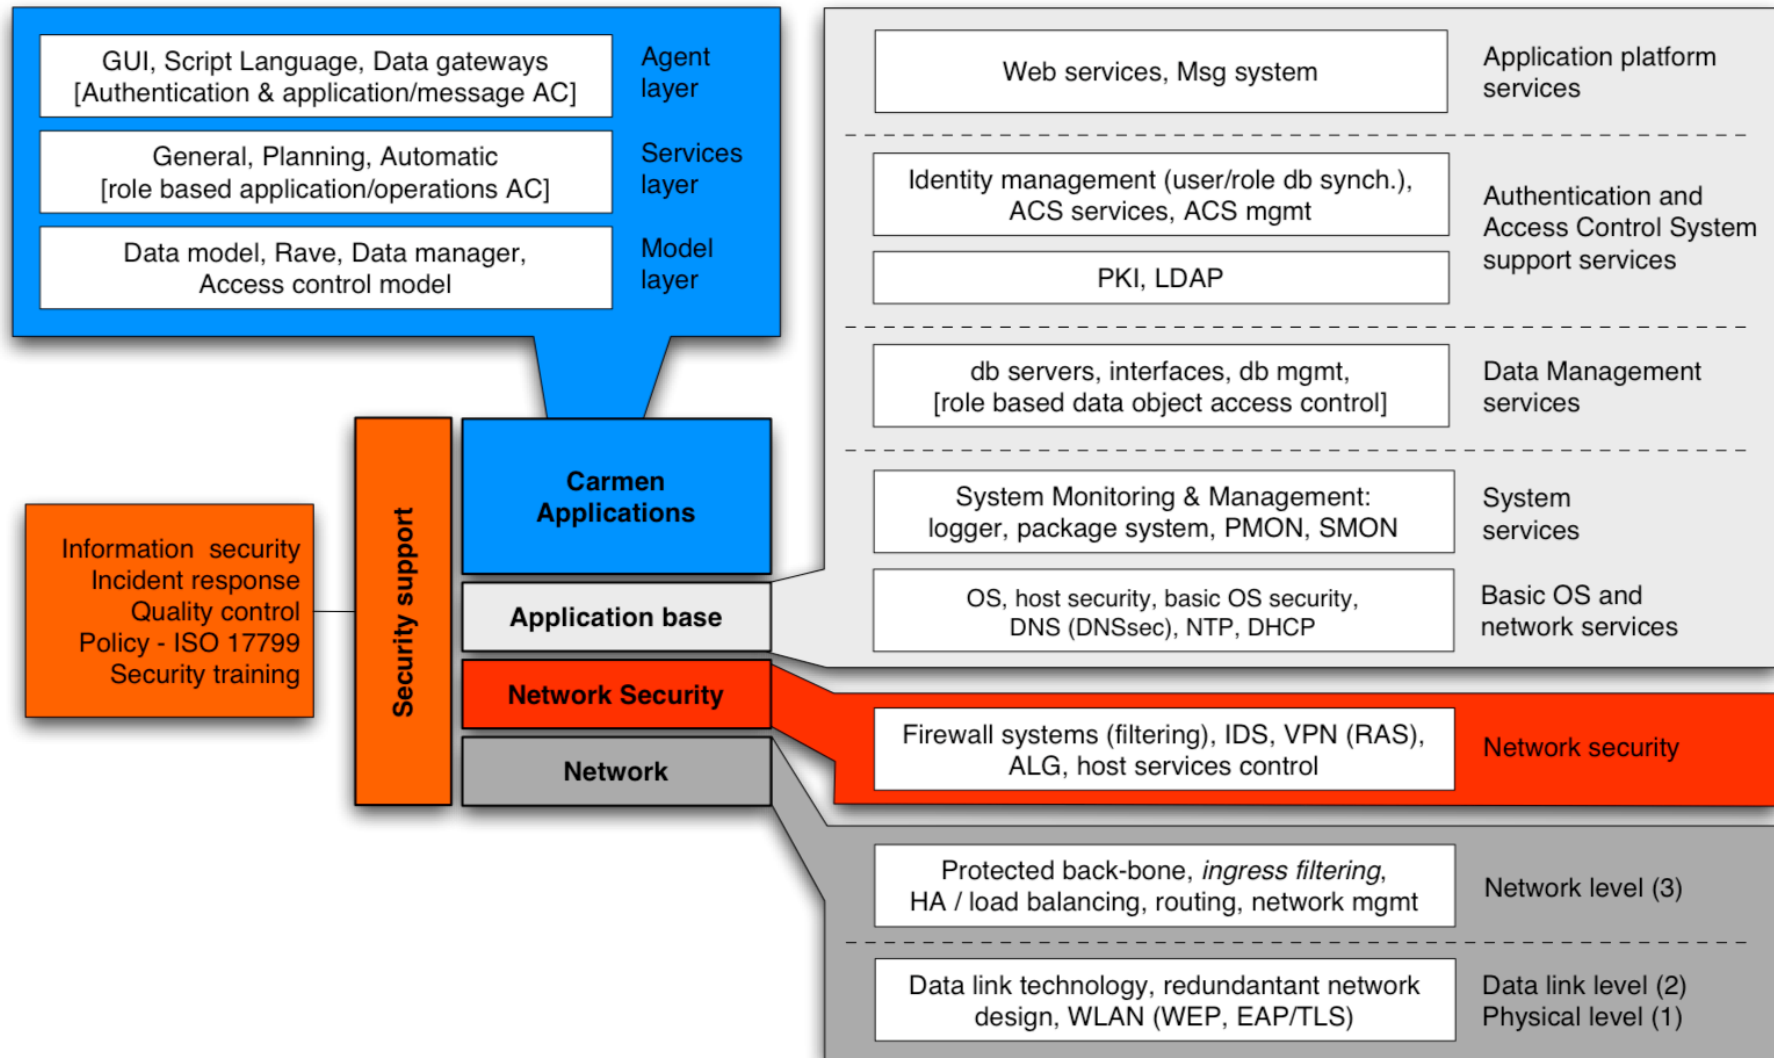 GUI, Script Language, Data gateways
[Authentication & application/message AC]
Agent
layer
General, Planning, Automatic
[role based application/operations AC]
Services
layer
Data model, Rave, Data manager,
Access control model
Model
layer
Carmen
Applications
Application base
Network Security
Network
Security support
Information  security
Incident response
Quality control
Policy - ISO 17799
Security training
Web services, Msg system
Application platform
services
Identity management (user/role db synch.),
ACS services, ACS mgmt
PKI, LDAP
Authentication and
Access Control System
support services
db servers, interfaces, db mgmt,
[role based data object access control]
Data Management
services
System Monitoring & Management:
logger, package system, PMON, SMON
System
services
OS, host security, basic OS security,
DNS (DNSsec), NTP, DHCP
Basic OS and
network services
Firewall systems (filtering), IDS, VPN (RAS),
ALG, host services control
Network security
Protected back-bone, ingress filtering,
HA / load balancing, routing, network mgmt
Network level (3)
Data link technology, redundantant network
design, WLAN (WEP, EAP/TLS)
Data link level (2)
Physical level (1)